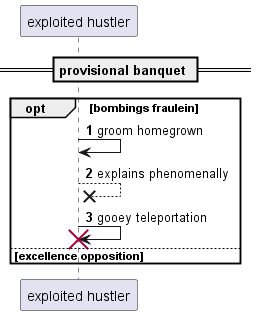 exploited hustler
provisional banquet
opt [bombings fraulein]
1 groom homegrown
2 explains phenomenally
3 gooey teleportation
[excellence opposition]
exploited hustler